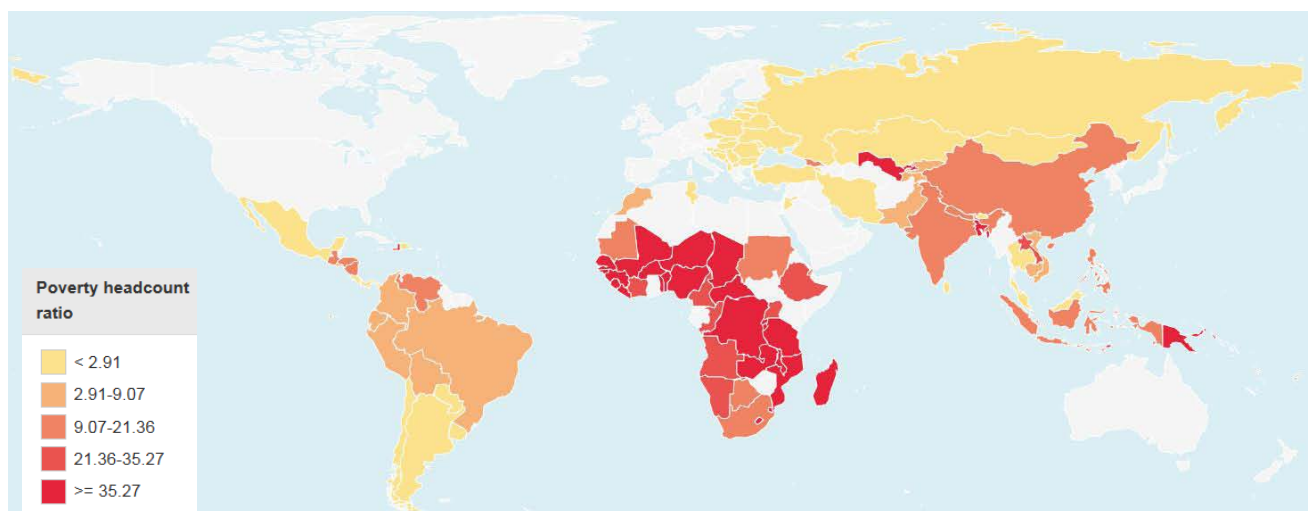 Poverty headcount
ratio
< 2.91
2.91-9.07
9.07-21.36
21.36-35.27
>= 35.27